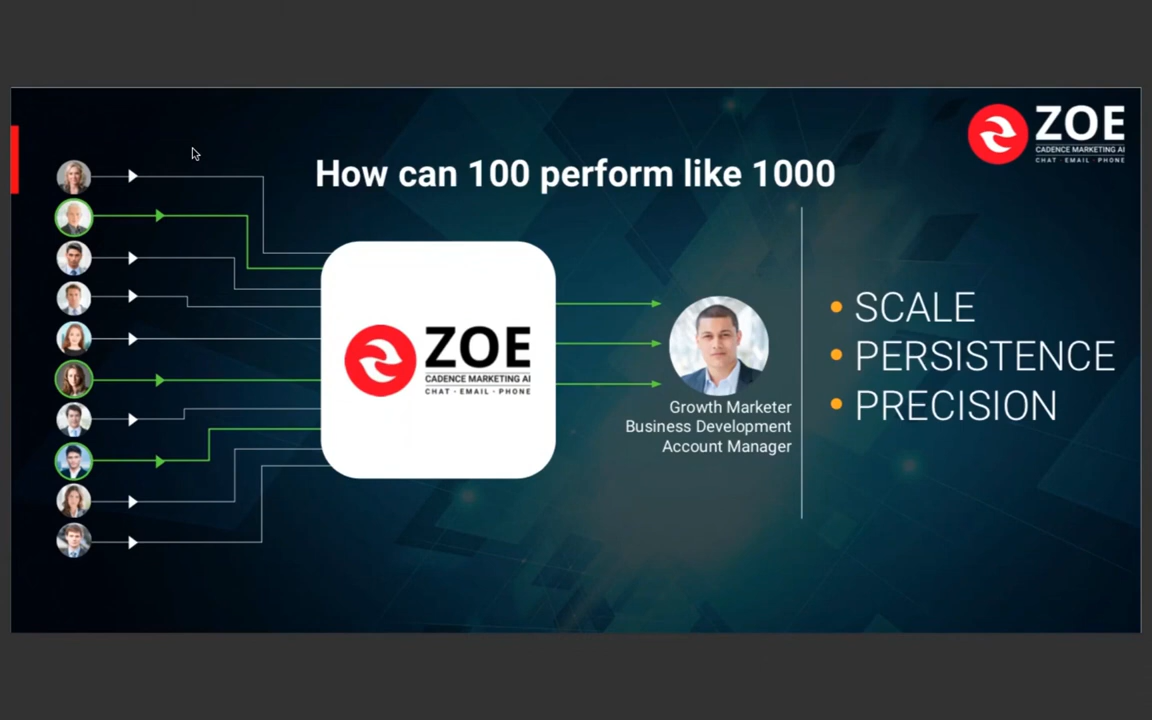 ZOE
CADENCE MARKETING AI
CHAT · EMAIL · PHONE
How can 100 perform like 1000
ZOE
CADENCE MARKETING AI
CHAT · EMAIL · PHONE
Growth Marketer
Business Development
Account Manager
• SCALE
• PERSISTENCE
• PRECISION